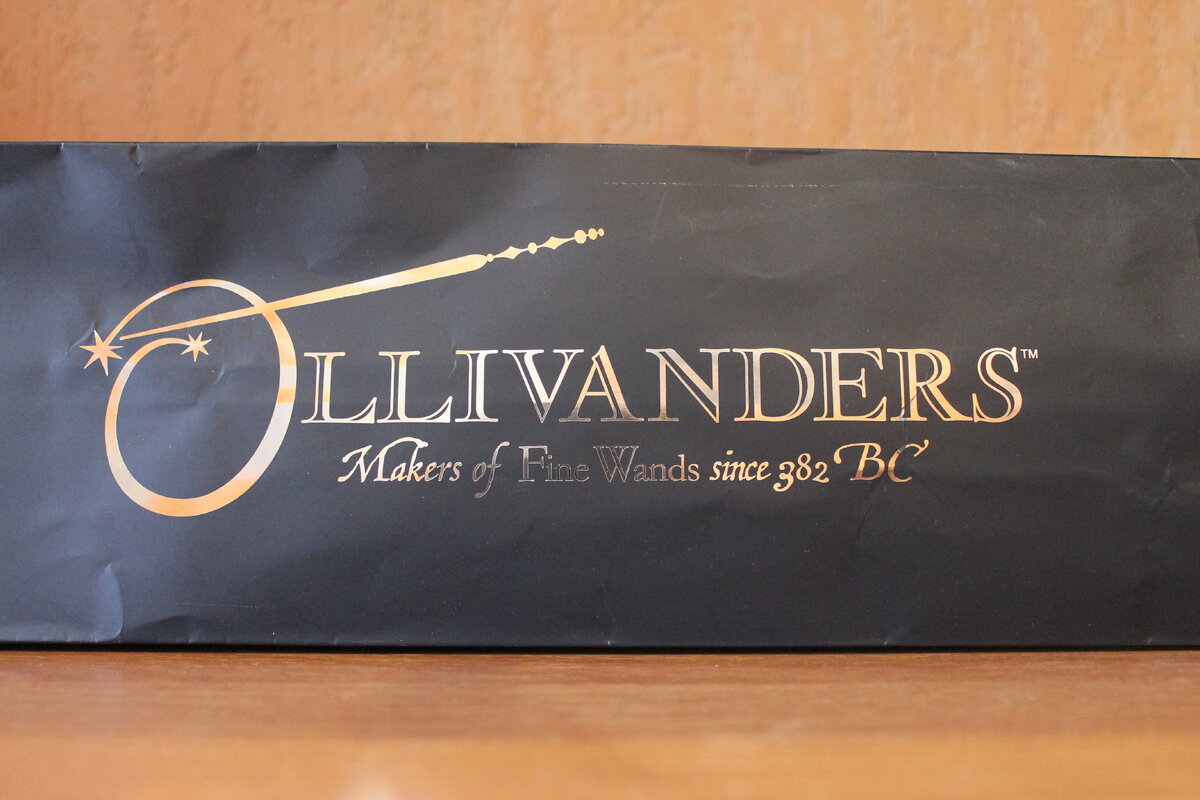 OLLIVANDERS™
Makers of Fine Wands since 382 BC